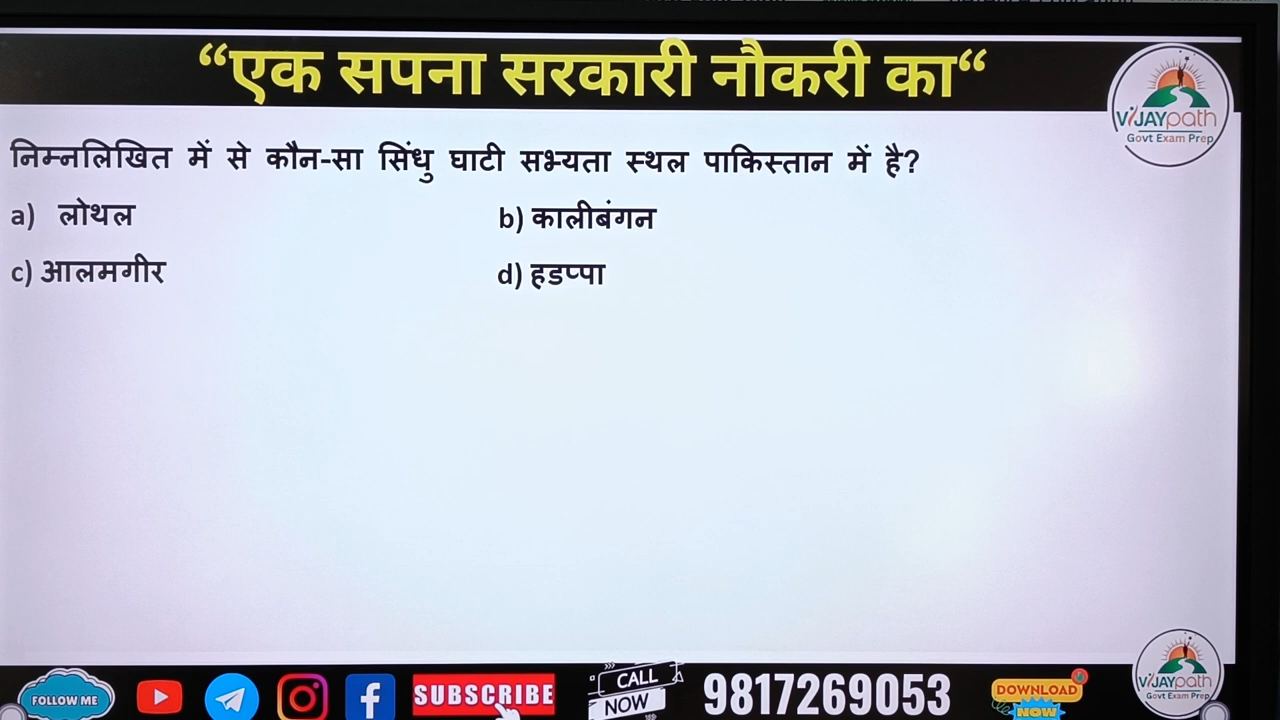 “एक सपना सरकारी नौकरी का“
VIJAYpath
Govt Exam Prep
निम्नलिखित में से कौन-सा सिंधु घाटी सभ्यता स्थल पाकिस्तान में है?
a) लोथल
b) कालीबंगन
c) आलमगीर
d) हडप्पा
FOLLOW ME
SUBSCRIBE
CALL
NOW
9817269053
DOWNLOAD
NOW
VIJAYpath
Govt Exam Prep